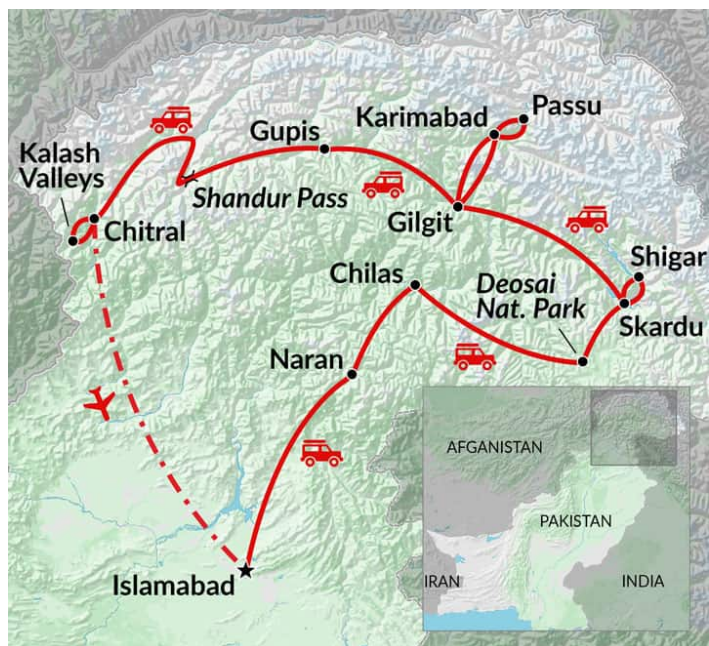 Passu
Karimabad
Gupis
Kalash
Valleys
Shandur Pass
Gilgit
Chitral
Shigar
Chilas
Deosai
Nat. Park
Skardu
Naran
AFGANISTAN
PAKISTAN
Islamabad
IRAN
INDIA